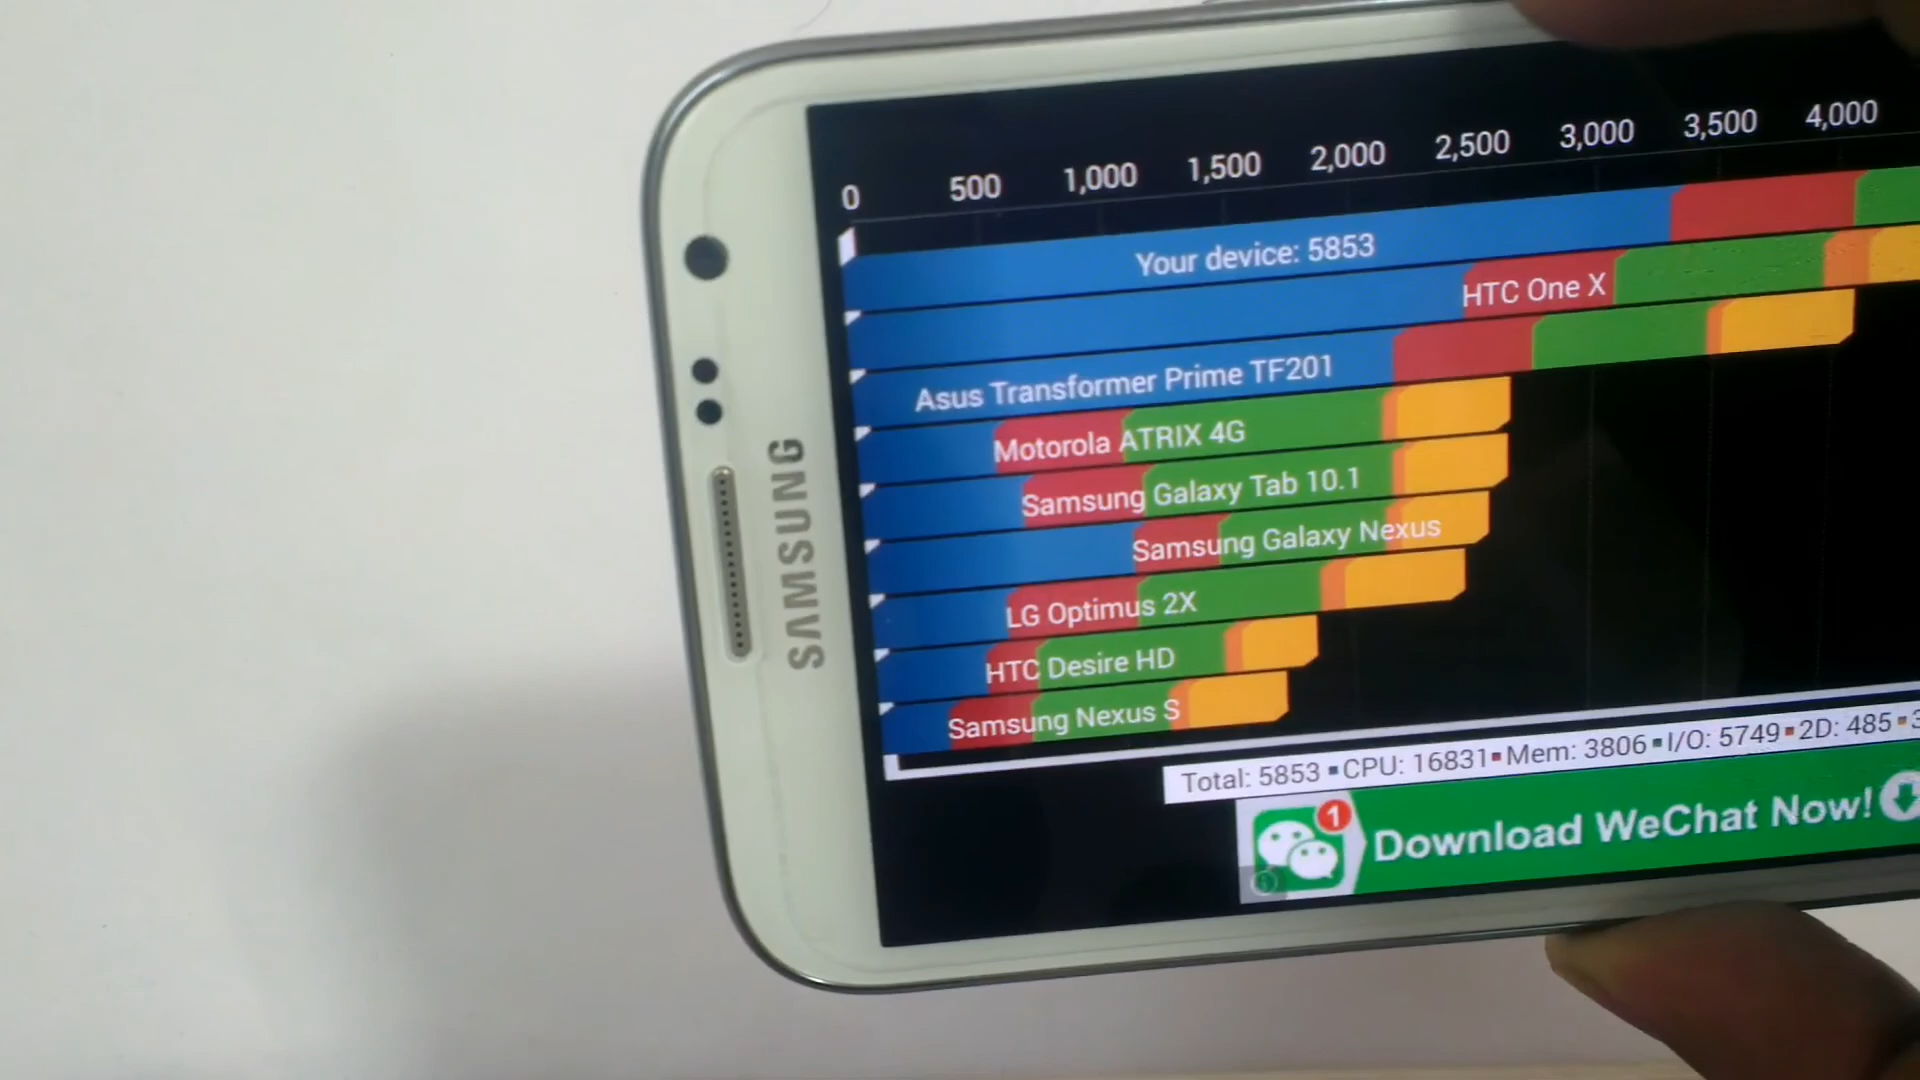 0 500 1,000 1,500 2,000 2,500 3,000 3,500 4,000
Your device: 5853
HTC One X
Asus Transformer Prime TF201
Motorola ATRIX 4G
Samsung Galaxy Tab 10.1
Samsung Galaxy Nexus
LG Optimus 2X
HTC Desire HD
Samsung Nexus S
Total: 5853 ▪CPU: 16831▪Mem: 3806▪I/O: 5749▪2D: 485▪3
1
Download WeChat Now!
SAMSUNG